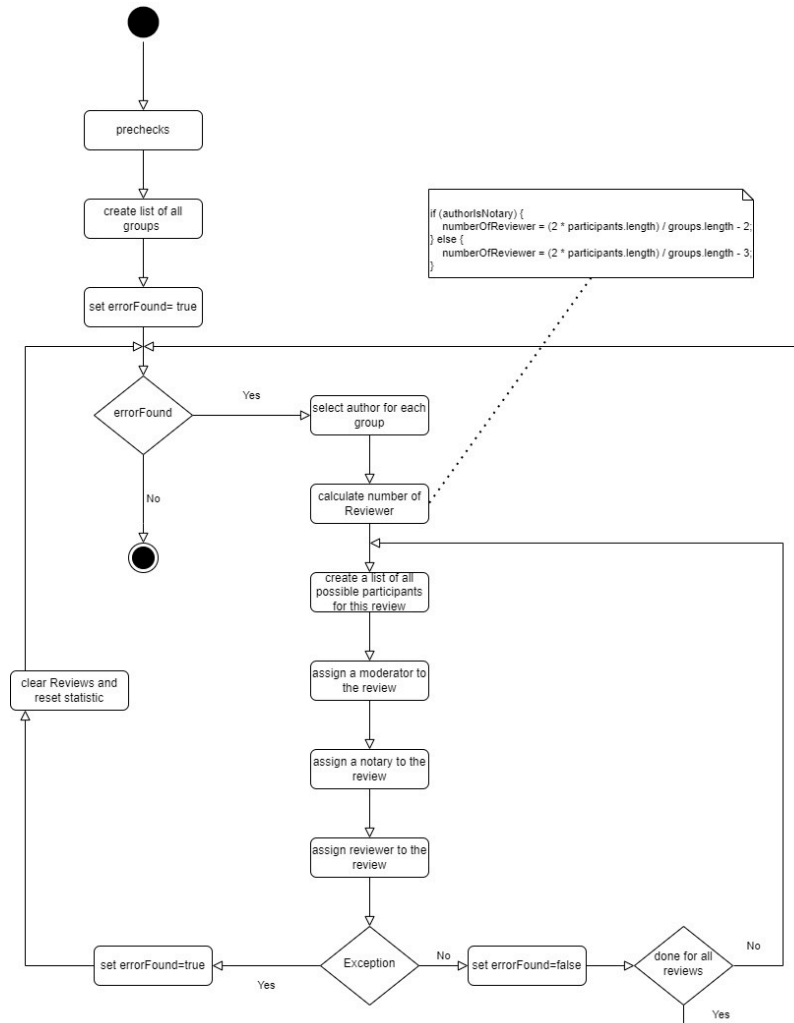 prechecks
create list of all
groups
if (authorIsNotary) {
numberOfReviewer = (2 * participants.length) / groups.length - 2;
} else {
numberOfReviewer = (2 * participants.length) / groups.length - 3;
}
set errorFound= true
errorFound
Yes
select author for each
group
No
calculate number of
Reviewer
create a list of all
possible participants
for this review
clear Reviews and
reset statistic
assign a moderator to
the review
assign a notary to the
review
assign reviewer to the
review
set errorFound=true
Yes
Exception
No
set errorFound=false
done for all
reviews
No
Yes